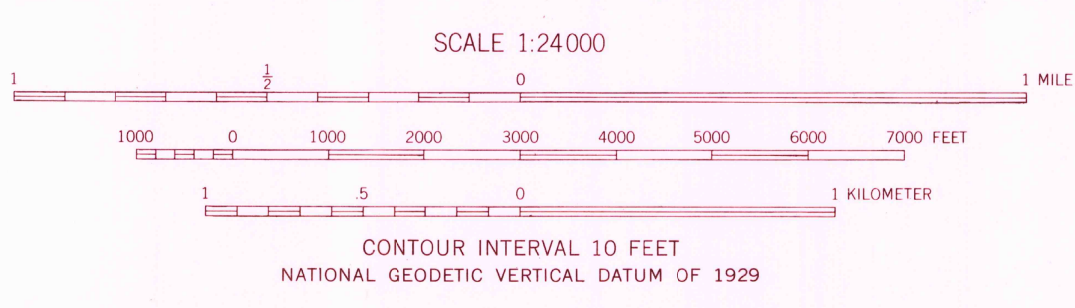 SCALE 1:24000
1 1/2 0 1 MILE
1000 0 1000 2000 3000 4000 5000 6000 7000 FEET
1 .5 0 1 KILOMETER
CONTOUR INTERVAL 10 FEET
NATIONAL GEODETIC VERTICAL DATUM OF 1929